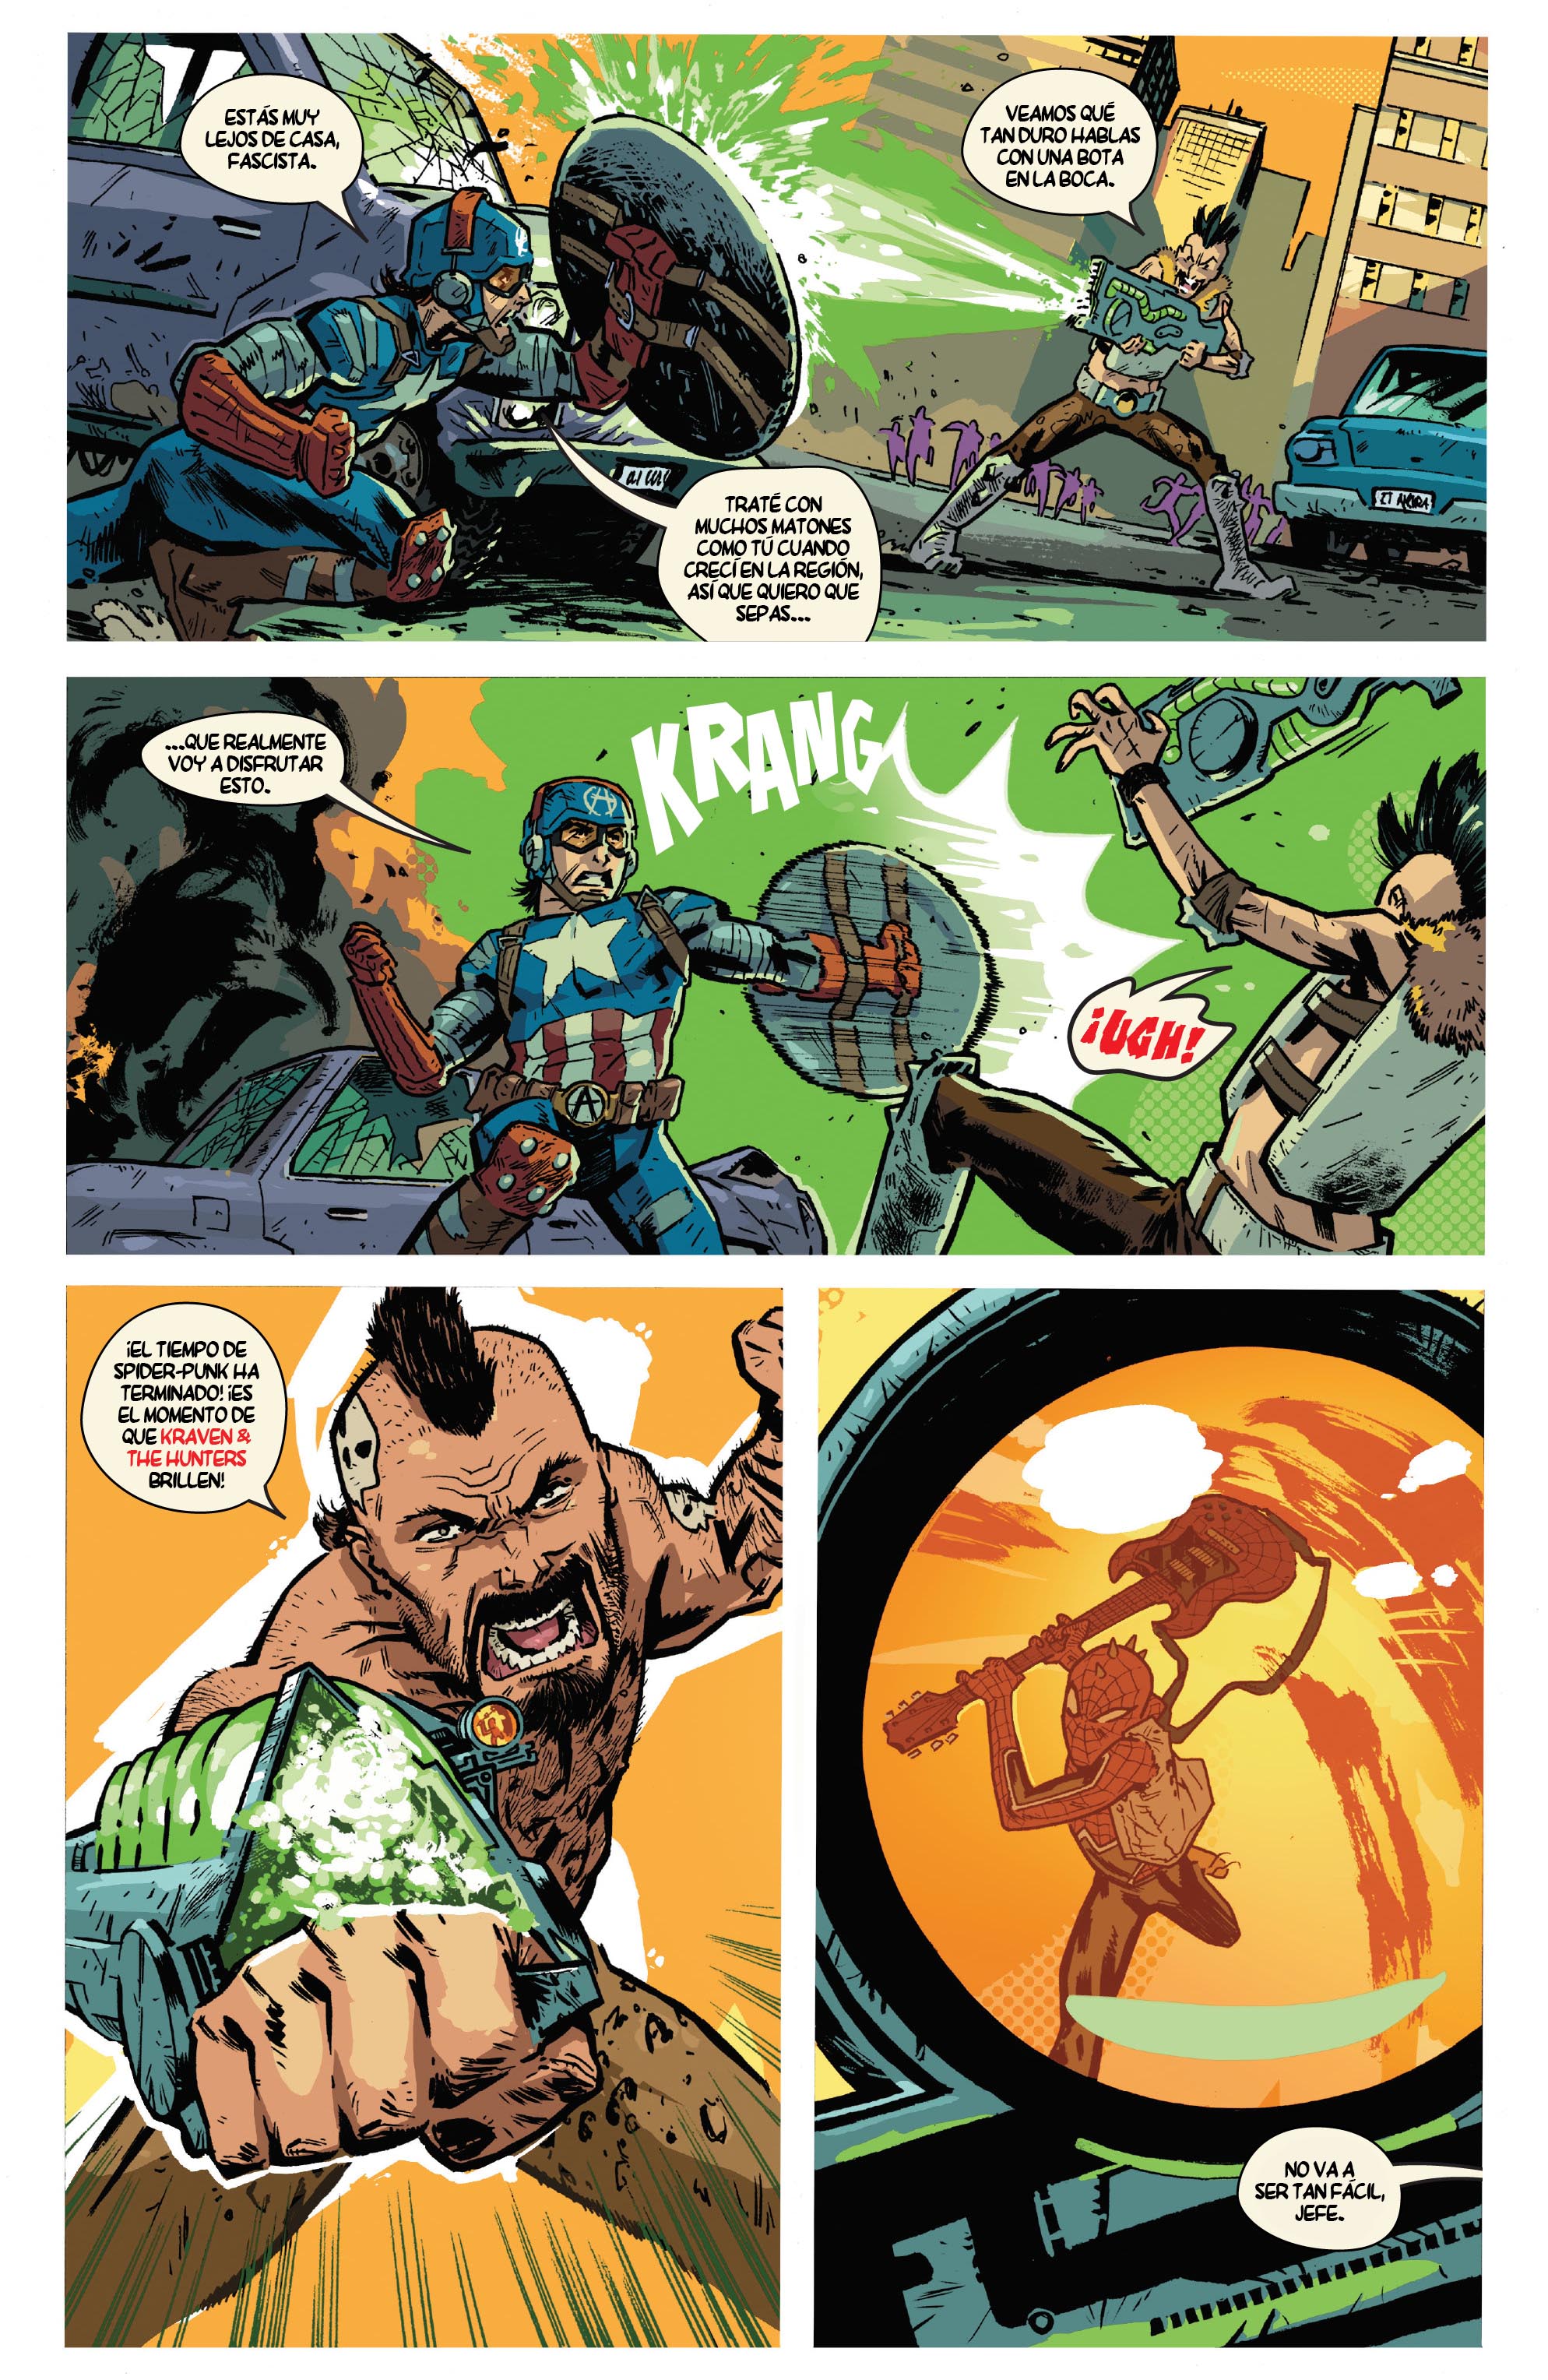 ESTÁS MUY
LEJOS DE CASA,
FASCISTA.
VEAMOS QUÉ
TAN DURO HABLAS
CON UNA BOTA
EN LA BOCA.
TRATÉ CON
MUCHOS MATONES
COMO TÚ CUANDO
CRECÍ EN LA REGIÓN,
ASÍ QUE QUIERO QUE
SEPAS...
...QUE REALMENTE
VOY A DISFRUTAR
ESTO.
KRANG
A
A
¡UGH!
¡EL TIEMPO DE
SPIDER-PUNK HA
TERMINADO! ¡ES
EL MOMENTO DE
QUE KRAVEN &
THE HUNTERS
BRILLEN!
NO VA A
SER TAN FÁCIL,
JEFE.